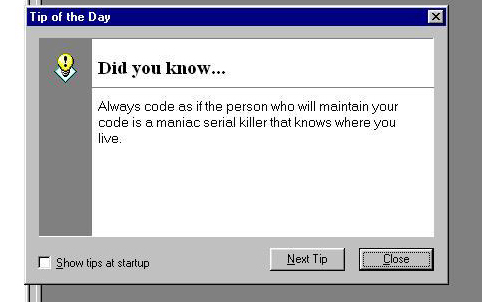 Tip of the Day
Did you know...
Always code as if the person who will maintain your
code is a maniac serial killer that knows where you
live.
Show tips at startup
Next Tip
Close